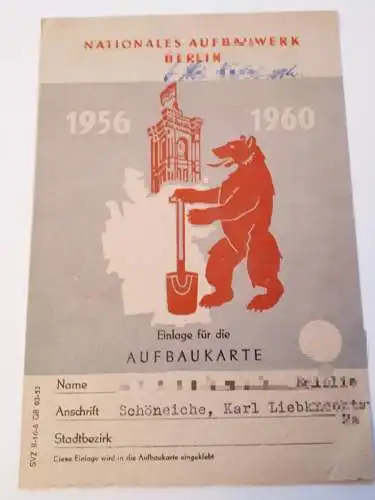 NATIONALES AUFBAUWERK
BERLIN
1956 1960
Einlage für die
AUFBAUKARTE
Name
Anschrift Schöneiche, Karl Liebknecht
Stadtbezirk
Diese Einlage wird in die Aufbaukarte eingeklebt